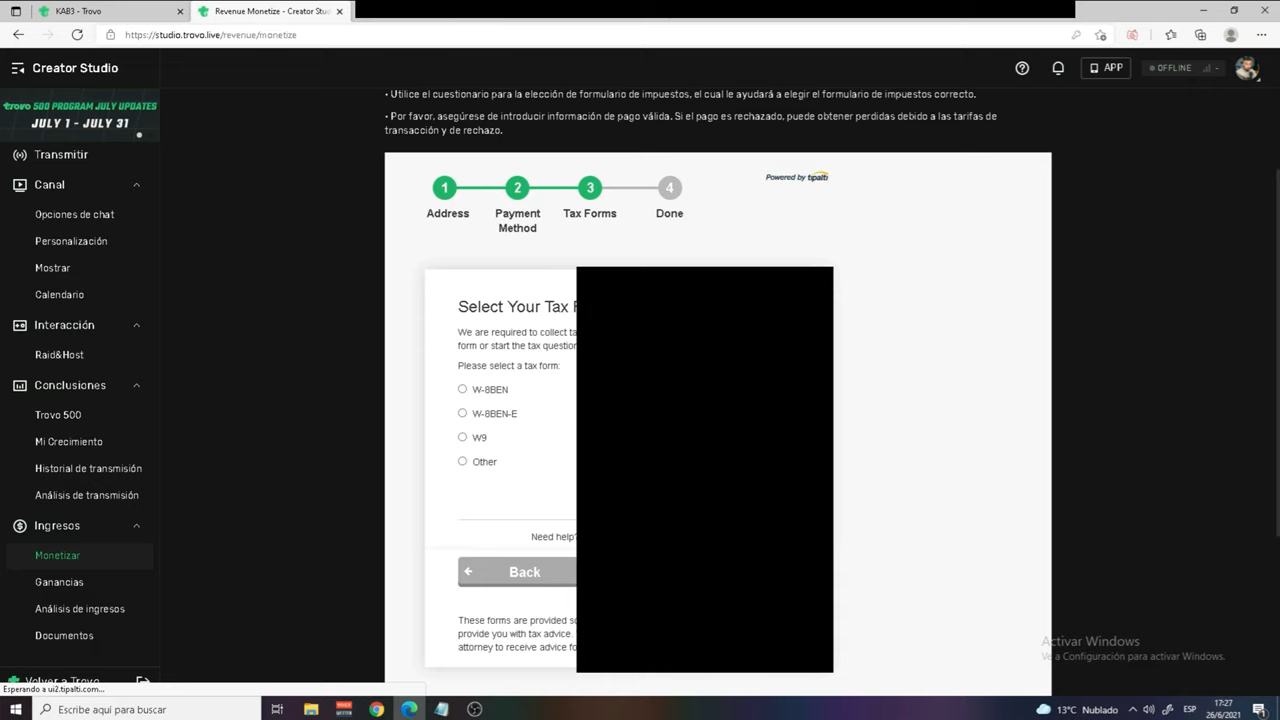 KAB3 - Trovo
Revenue Monetize - Creator Stu
https://studio.trovo.live/revenue/monetize
Creator Studio
APP
OFFLINE
trovo 500 PROGRAM JULY UPDATES
JULY 1 - JULY 31
Transmitir
Canal
Opciones de chat
Personalización
Mostrar
Calendario
Interacción
Raid&Host
Conclusiones
Trovo 500
Mi Crecimiento
Historial de transmisión
Análisis de transmisión
Ingresos
Monetizar
Ganancias
Análisis de ingresos
Documentos
Volver a Trovo
Esperando a ui2.tipalti.com...
• Utilice el cuestionario para la elección de formulario de impuestos, el cual le ayudará a elegir el formulario de impuestos correcto.
• Por favor, asegúrese de introducir información de pago válida. Si el pago es rechazado, puede obtener perdidas debido a las tarifas de
transacción y de rechazo.
1
2
3
4
Address
Payment
Method
Tax Forms
Done
Powered by tipalti
Select Your Tax
We are required to collect ta
form or start the tax question
Please select a tax form:
W-8BEN
W-8BEN-E
W9
Other
Need help?
Back
These forms are provided so
provide you with tax advice.
attorney to receive advice fo
Activar Windows
Ve a Configuración para activar Windows.
Escribe aquí para buscar
13°C Nublado
ESP
17:27
26/6/2021